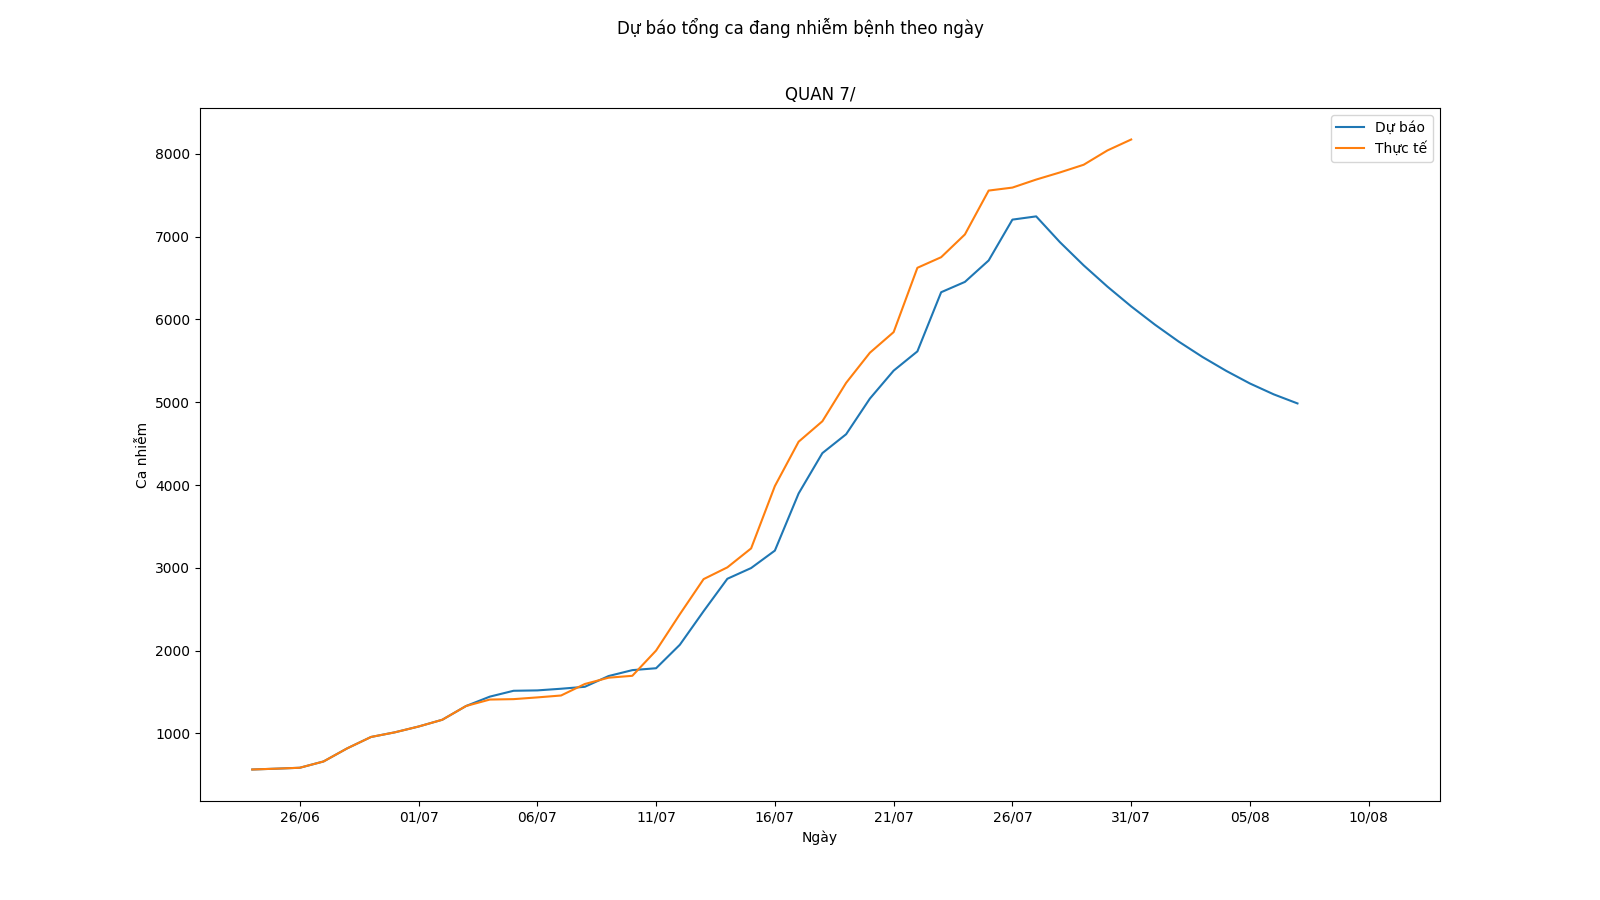 Dự báo tổng ca đang nhiễm bệnh theo ngày
QUAN 7/
Dự báo
Thực tế
8000
7000
6000
5000
4000
3000
2000
1000
Ca nhiễm
26/06 01/07 06/07 11/07 16/07 21/07 26/07 31/07 05/08 10/08
Ngày